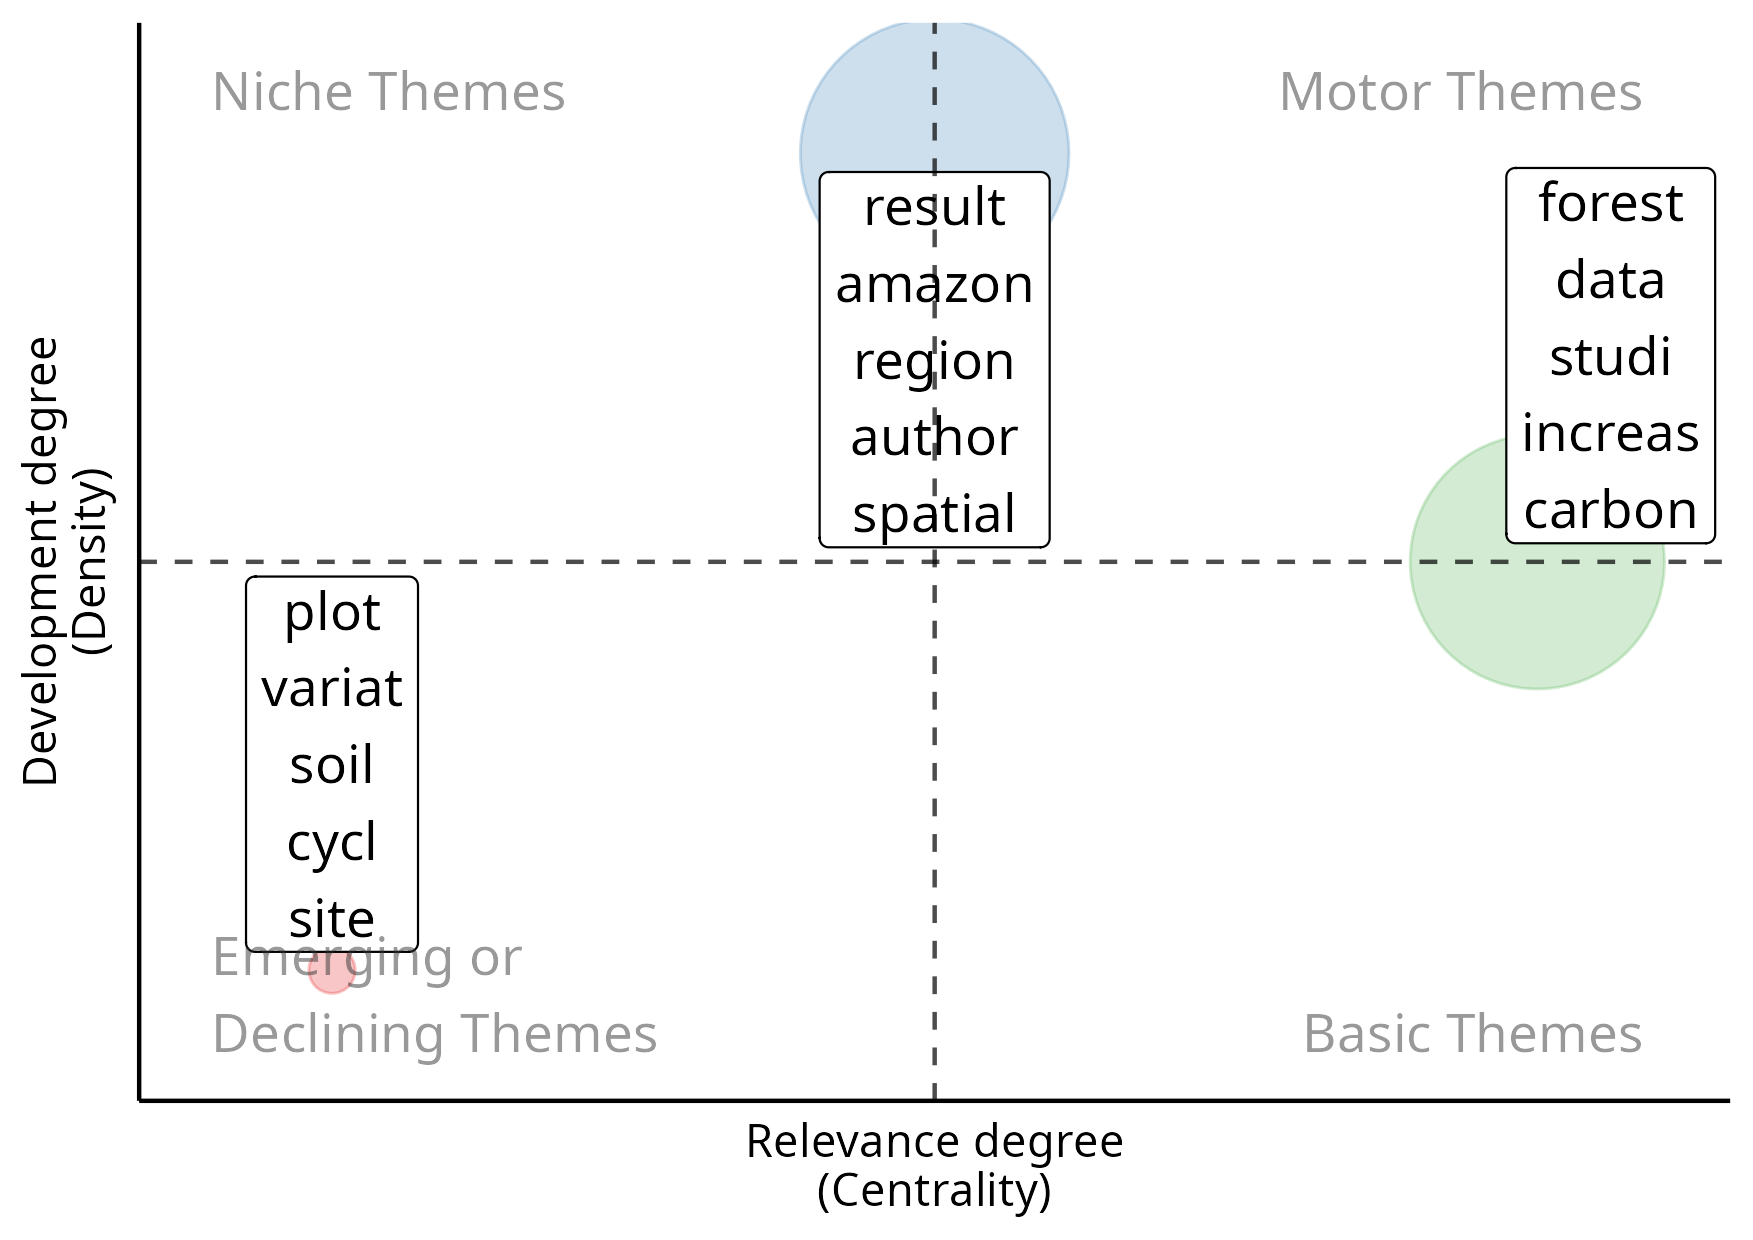 Niche Themes
Motor Themes
result
amazon
region
author
spatial
forest
data
studi
increas
carbon
plot
variat
soil
cycl
site
Emerging or
Declining Themes
Basic Themes
Development degree
(Density)
Relevance degree
(Centrality)